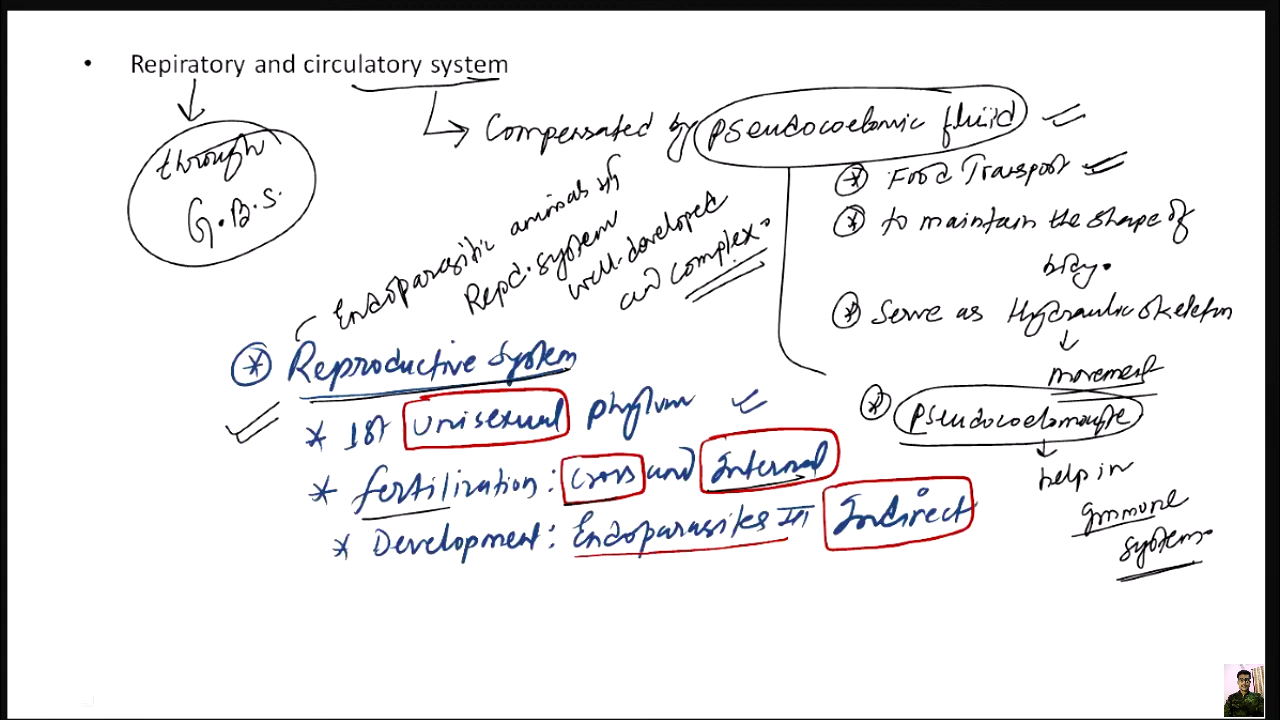 • Repiratory and circulatory system
through
G.B.S.
Compensated by pseudocoelomic fluid
* Food Transport
* to maintain the shape of
body.
* Serve as Hydraulic skeleton
movement
* pseudocoelomocyte
help in
Immune
system.
Endoparasitic animals में
Repd. system
well-developed
and complex.
* Reproductive System
* 1st unisexual phylum
* fertilization: Cross and Internal
* Development: Endoparasites में Indirect